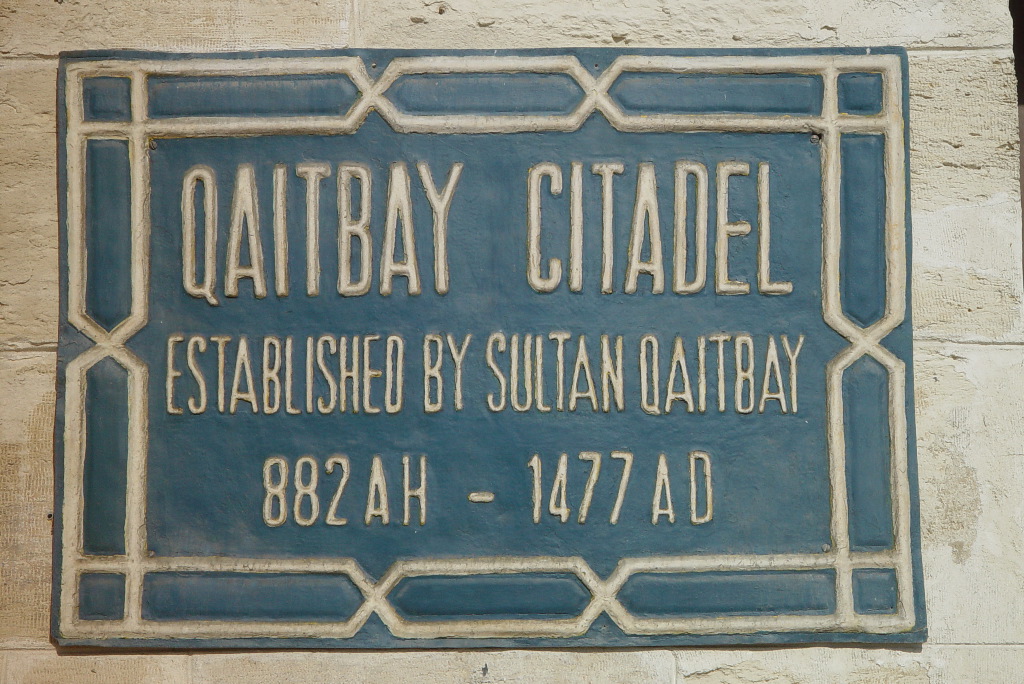 QAITBAY CITADEL
ESTABLISHED BY SULTAN QAITBAY
882 AH - 1477 AD